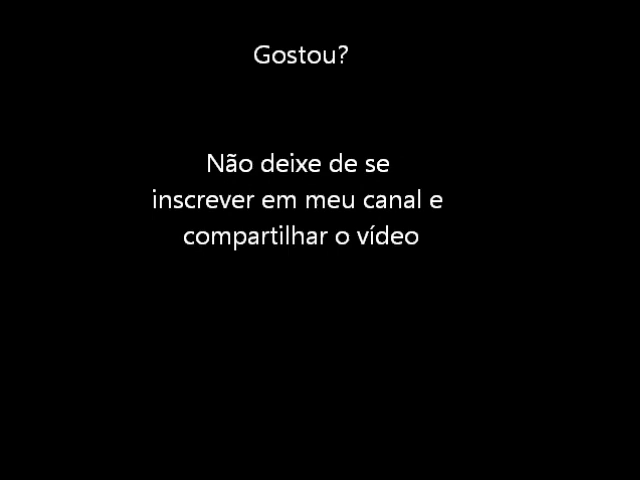 Gostou?
Não deixe de se
inscrever em meu canal e
compartilhar o vídeo